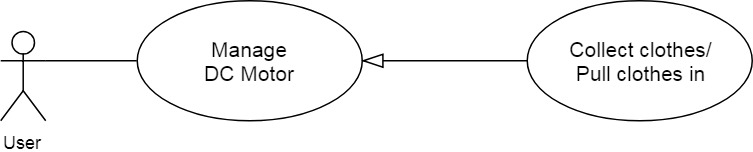 Manage
DC Motor
Collect clothes/
Pull clothes in
User